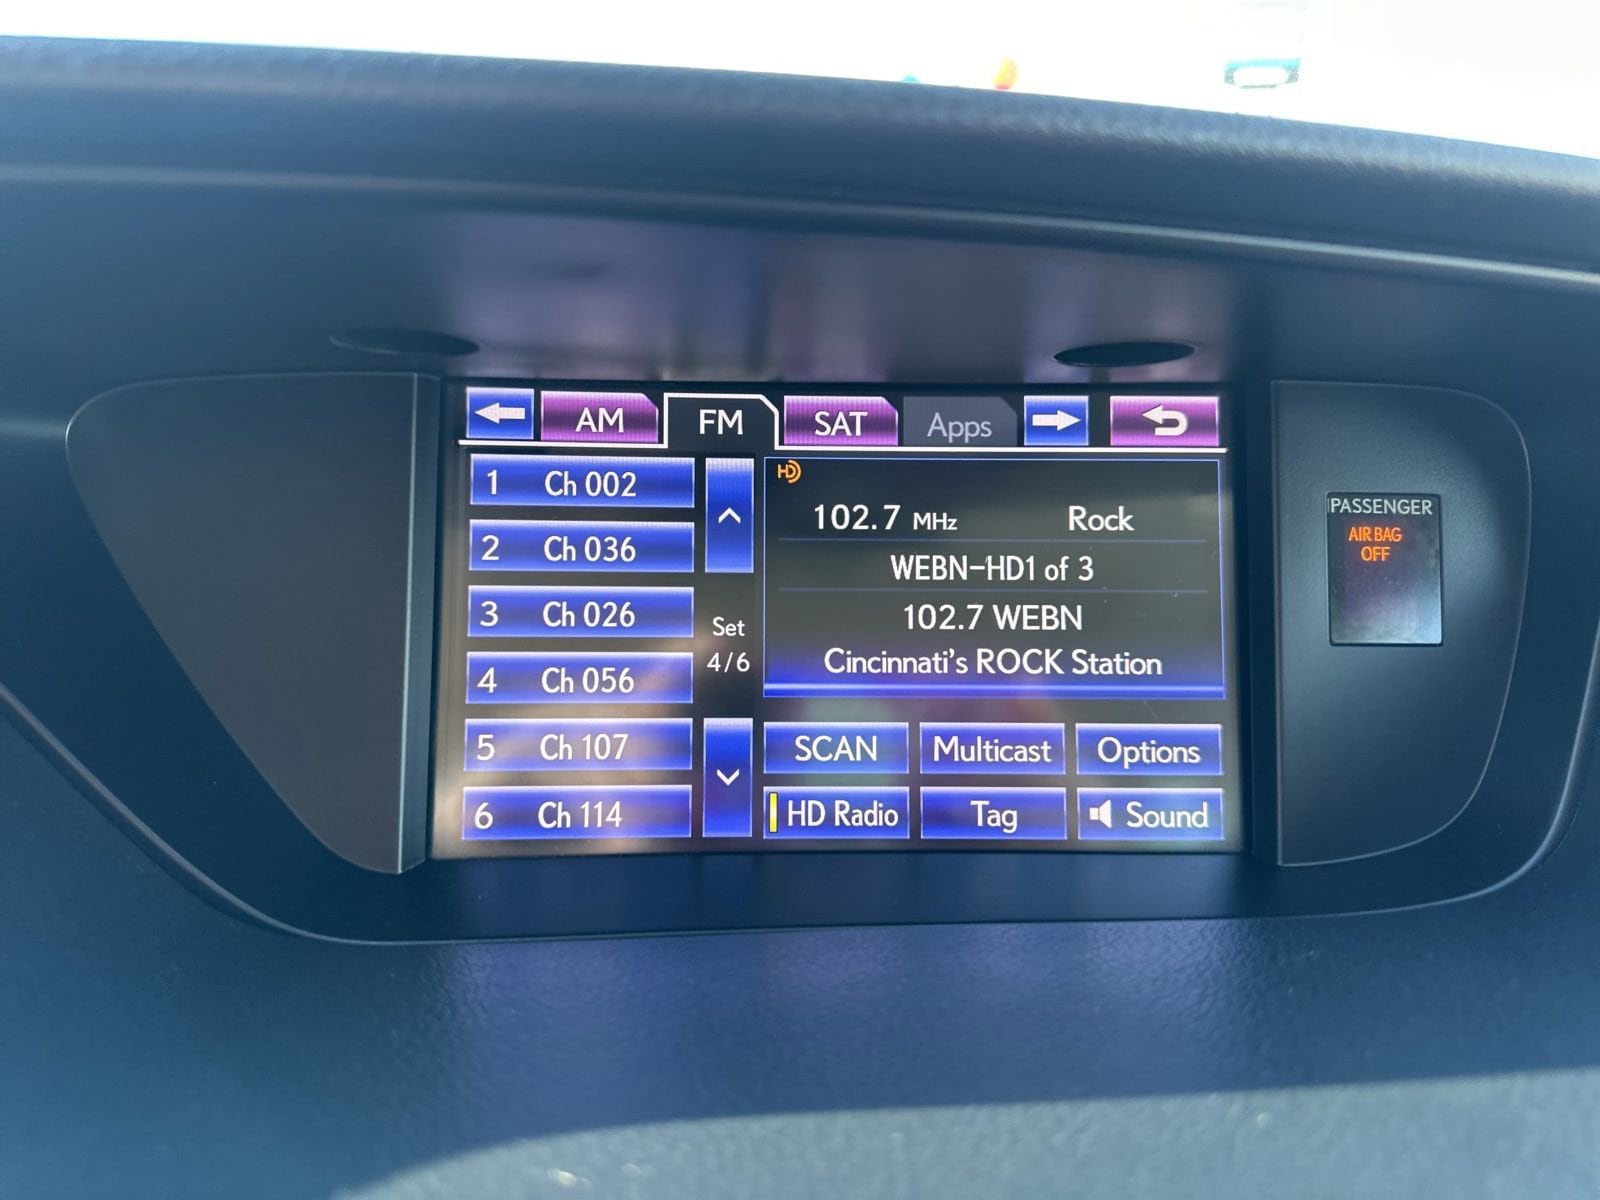 AM FM SAT Apps
1 Ch 002
2 Ch 036
3 Ch 026
4 Ch 056
5 Ch 107
6 Ch 114
Set
4/6
HD
102.7 MHz Rock
WEBN-HD1 of 3
102.7 WEBN
Cincinnati's ROCK Station
SCAN Multicast Options
HD Radio Tag Sound
PASSENGER
AIR BAG
OFF